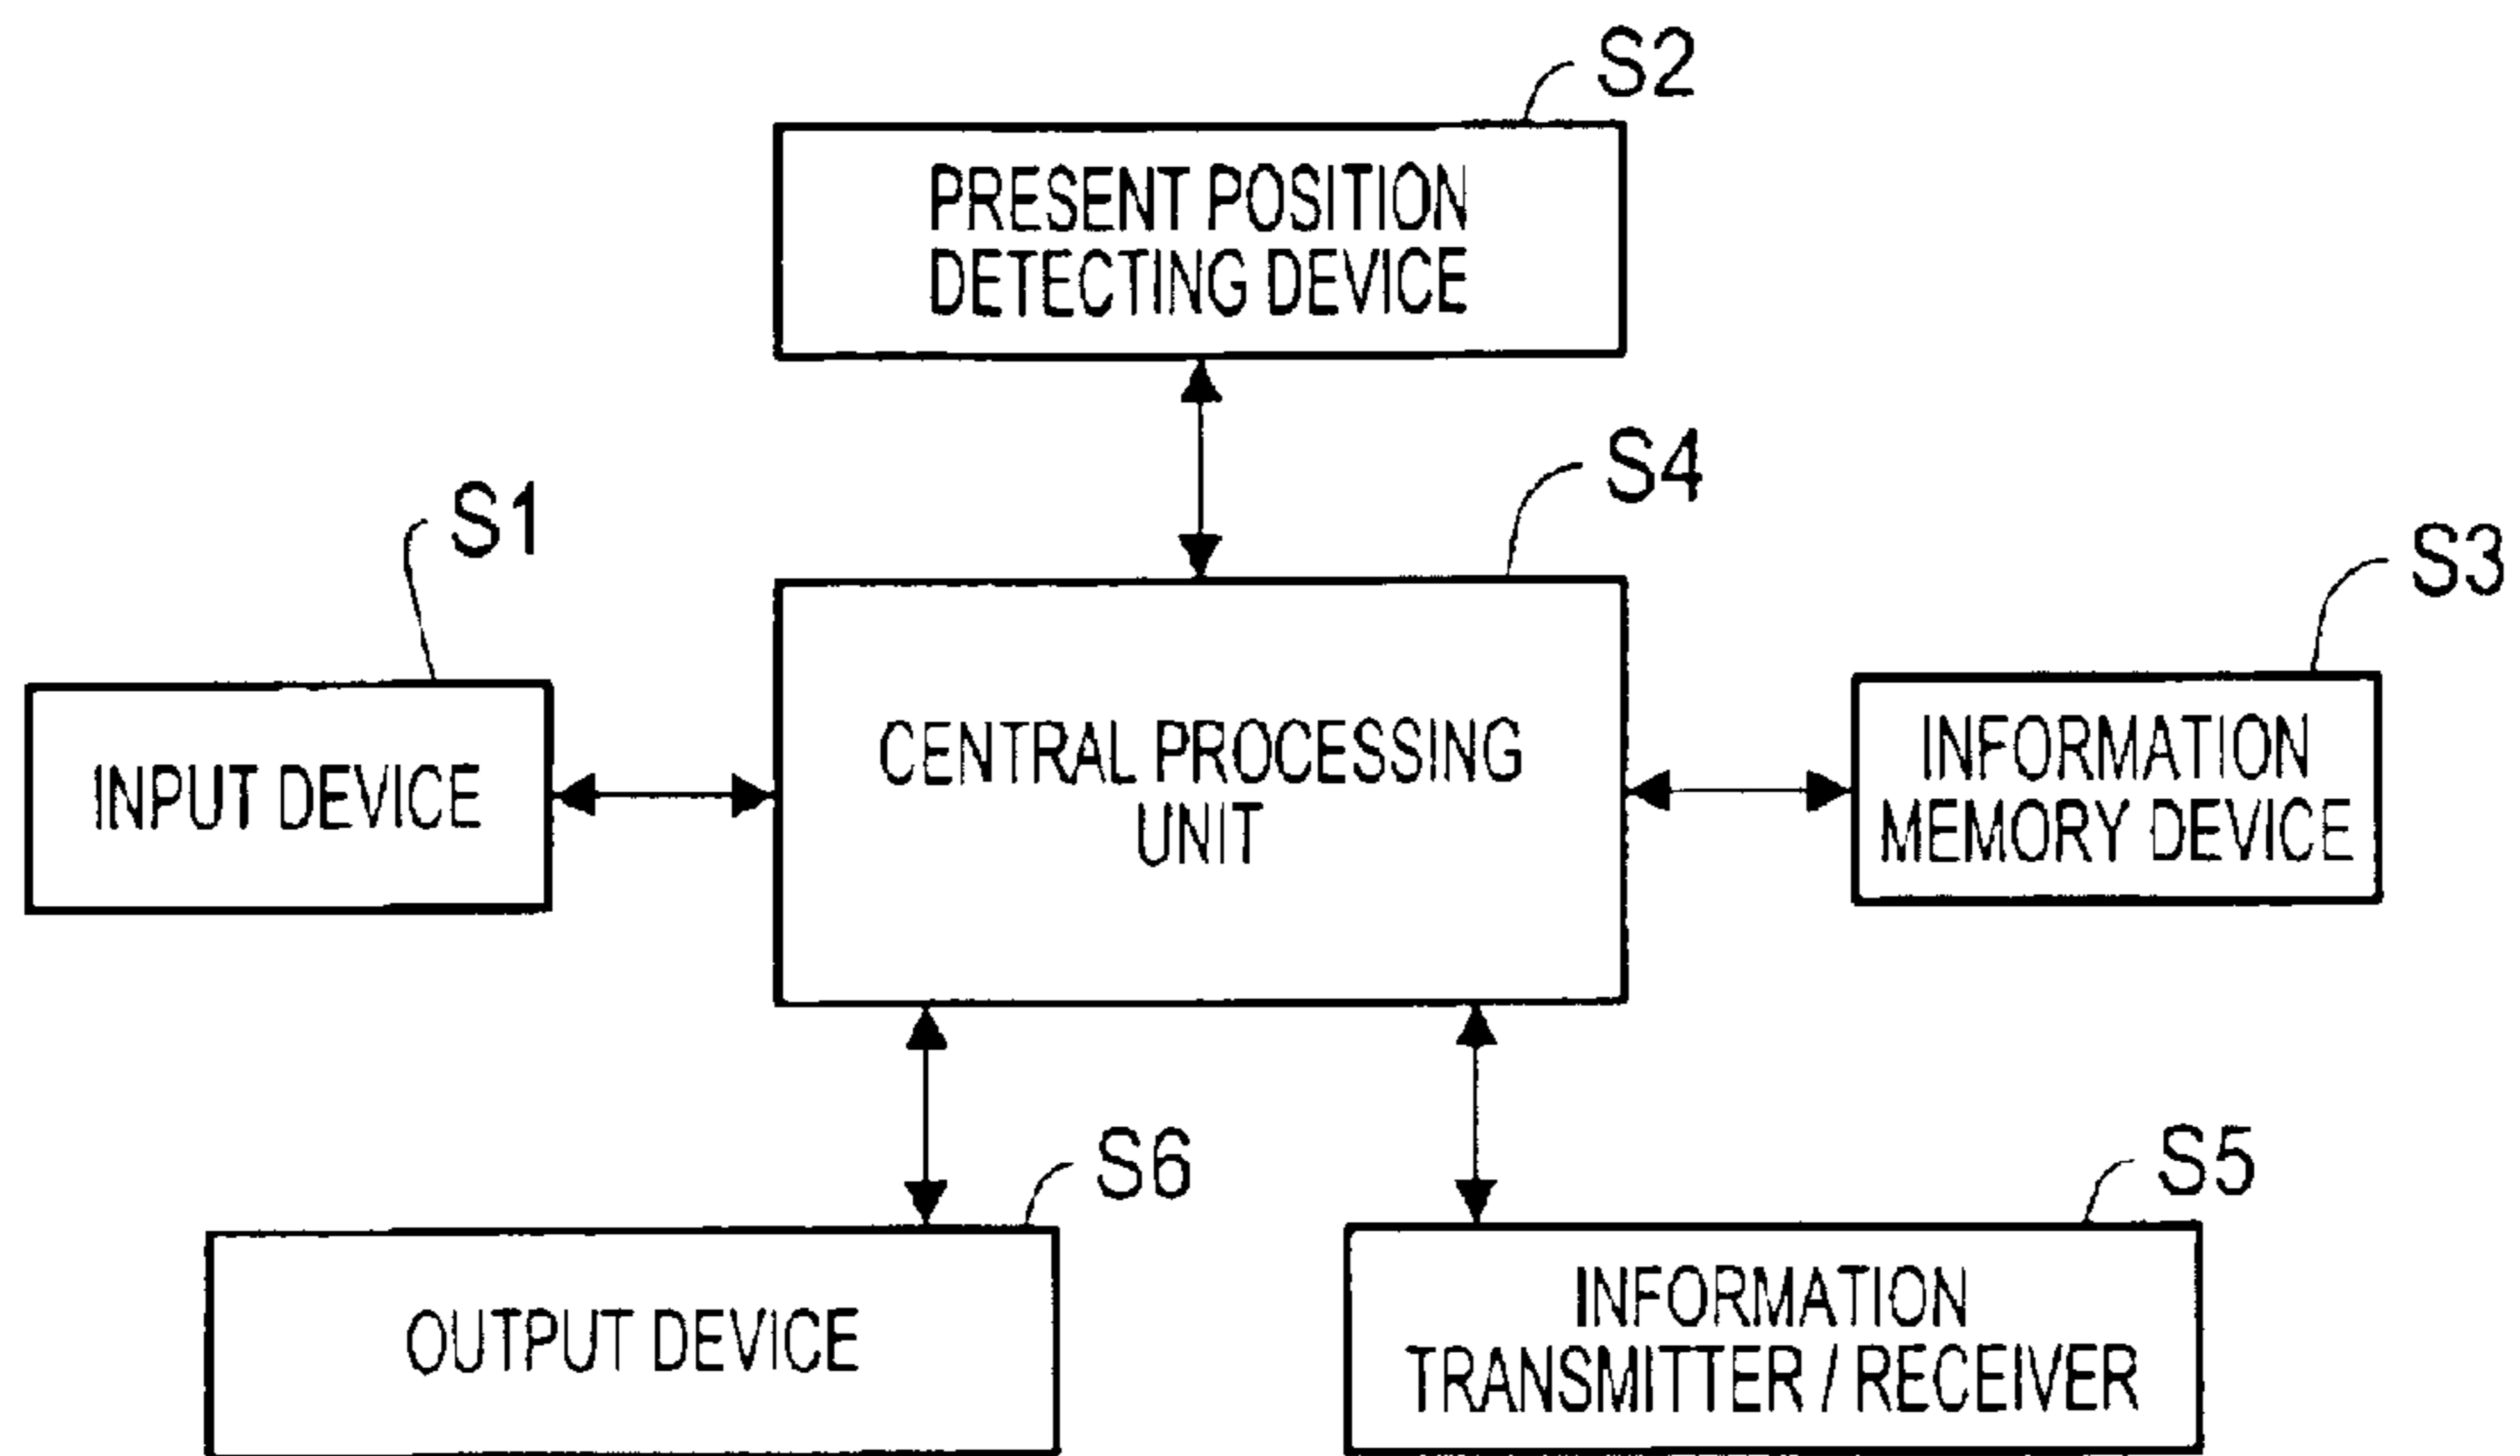 S2
PRESENT POSITION
DETECTING DEVICE
S4
S1
S3
INPUT DEVICE
CENTRAL PROCESSING
UNIT
INFORMATION
MEMORY DEVICE
S6
S5
OUTPUT DEVICE
INFORMATION
TRANSMITTER / RECEIVER